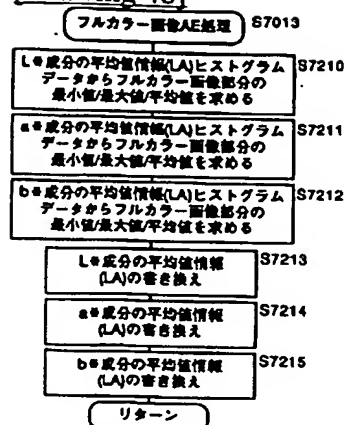 フルカラー画像AE処理 S7013
L*成分の平均値情報(LA)ヒストグラム S7210
データからフルカラー画像部分の
最小値/最大値/平均値を求める
a*成分の平均値情報(LA)ヒストグラム S7211
データからフルカラー画像部分の
最小値/最大値/平均値を求める
b*成分の平均値情報(LA)ヒストグラム S7212
データからフルカラー画像部分の
最小値/最大値/平均値を求める
L*成分の平均値情報 S7213
(LA)の書き換え
a*成分の平均値情報 S7214
(LA)の書き換え
b*成分の平均値情報 S7215
(LA)の書き換え
リターン